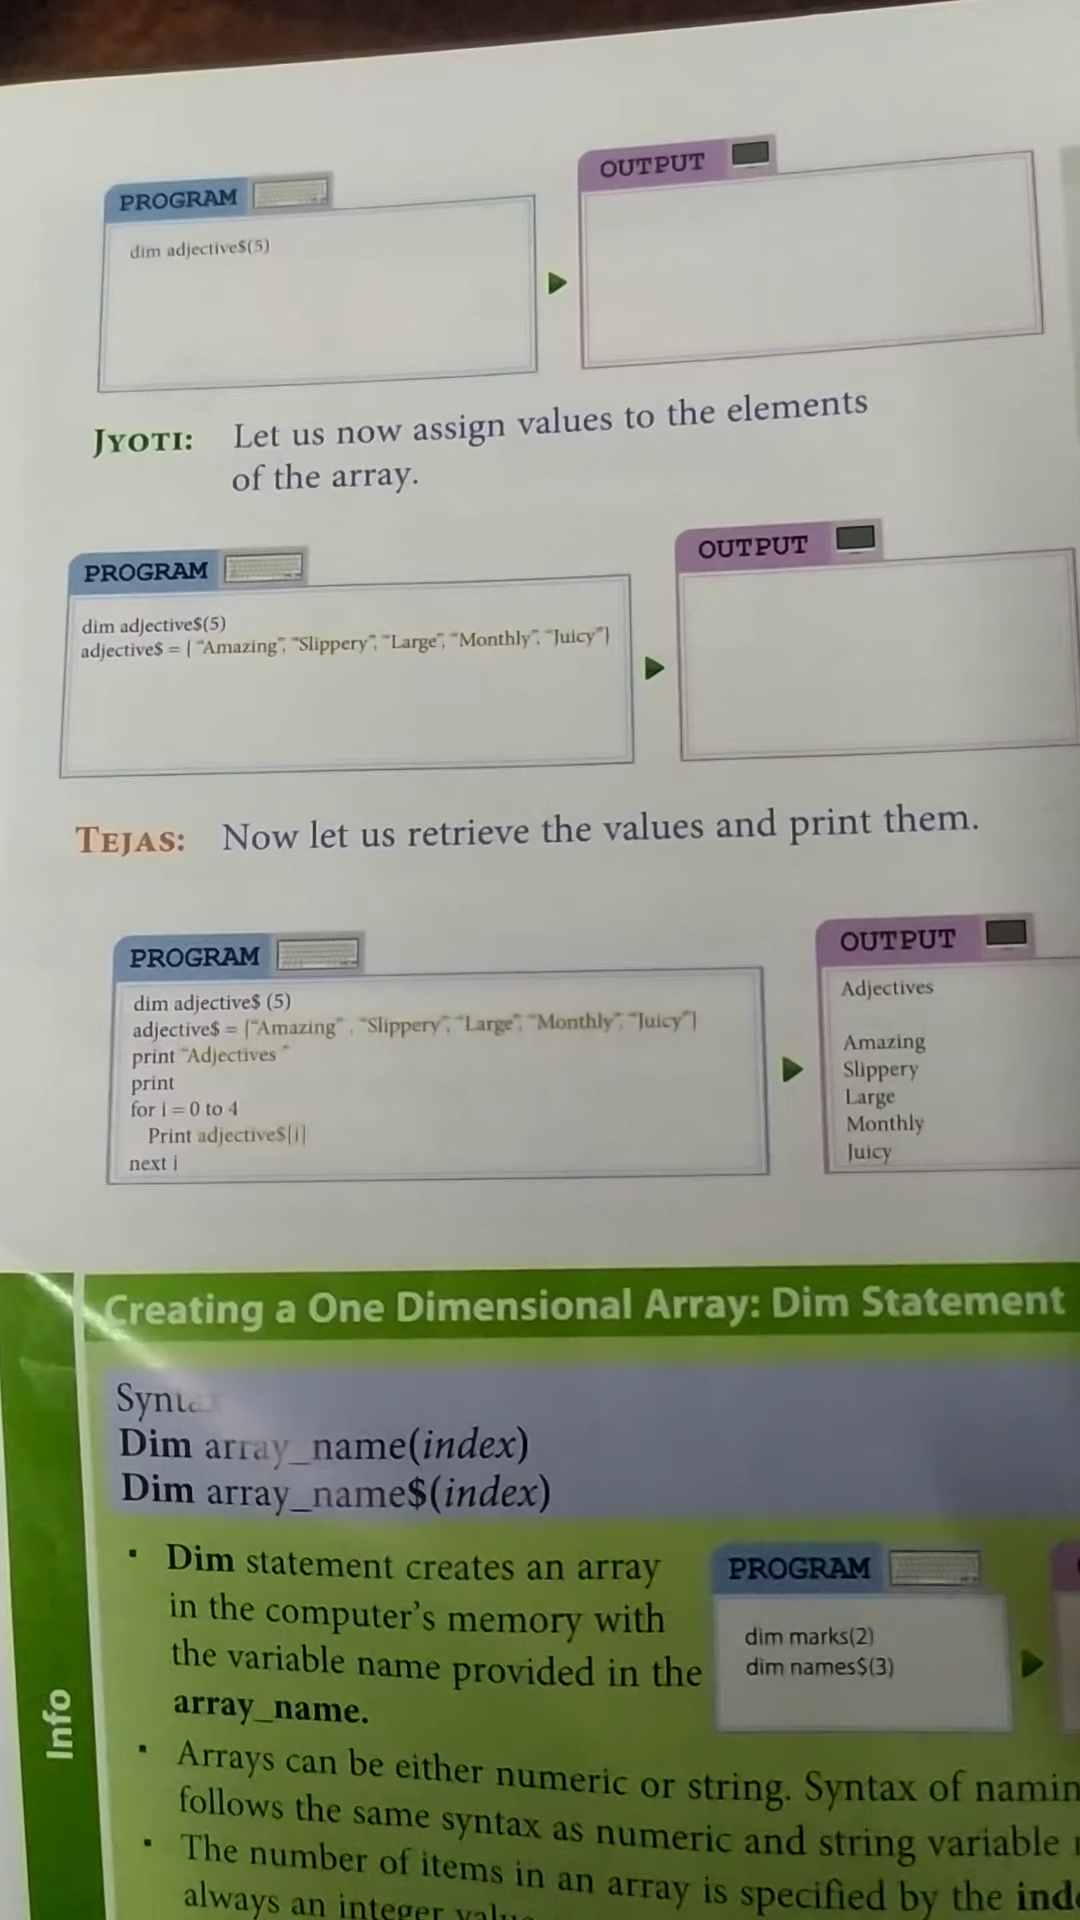 PROGRAM
OUTPUT
dim adjective$(5)
JYOTI: Let us now assign values to the elements
of the array.
PROGRAM
OUTPUT
dim adjective$(5)
adjective$ = { "Amazing", "Slippery", "Large", "Monthly", "Juicy"}
TEJAS: Now let us retrieve the values and print them.
PROGRAM
OUTPUT
dim adjective$ (5)
adjective$ = {"Amazing" , "Slippery", "Large", "Monthly", "Juicy"}
print "Adjectives "
print
for i = 0 to 4
Print adjective$[i]
next i
Adjectives
Amazing
Slippery
Large
Monthly
Juicy
Creating a One Dimensional Array: Dim Statement
Syntax
Dim array_name(index)
Dim array_name$(index)
▪ Dim statement creates an array
in the computer's memory with
the variable name provided in the
array_name.
PROGRAM
dim marks(2)
dim names$(3)
▪ Arrays can be either numeric or string. Syntax of namin
follows the same syntax as numeric and string variable
▪ The number of items in an array is specified by the inde
always an integer
Info